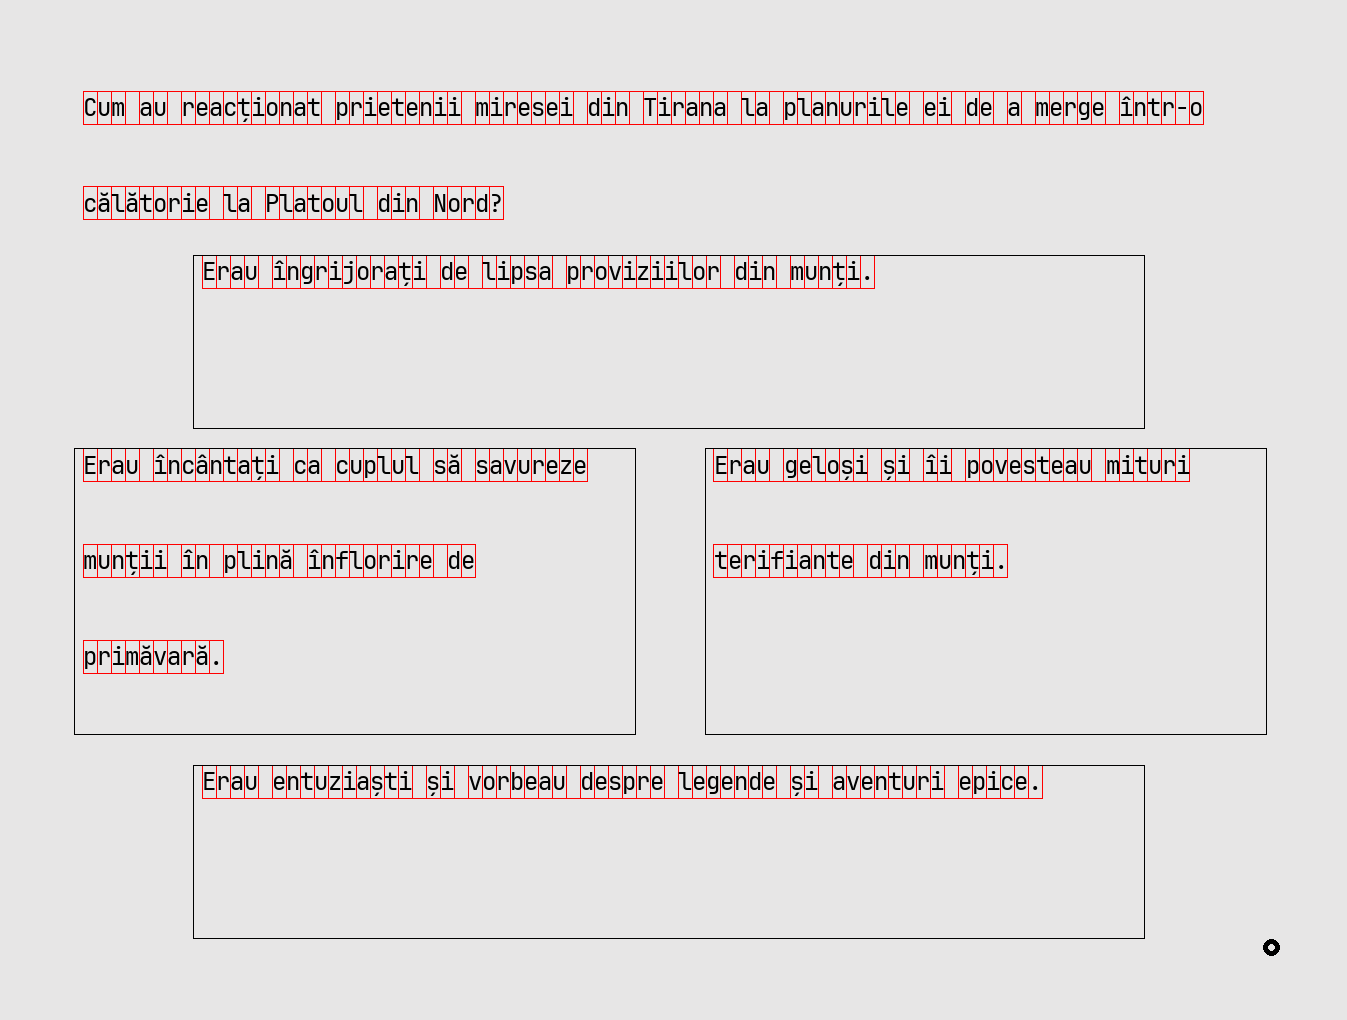 Cum au reacționat prietenii miresei din Tirana la planurile ei de a merge într-o
călătorie la Platoul din Nord?
Erau îngrijorați de lipsa proviziilor din munți.
Erau încântați ca cuplul să savureze
munții în plină înflorire de
primăvară.
Erau geloși și îi povesteau mituri
terifiante din munți.
Erau entuziaști și vorbeau despre legende și aventuri epice.